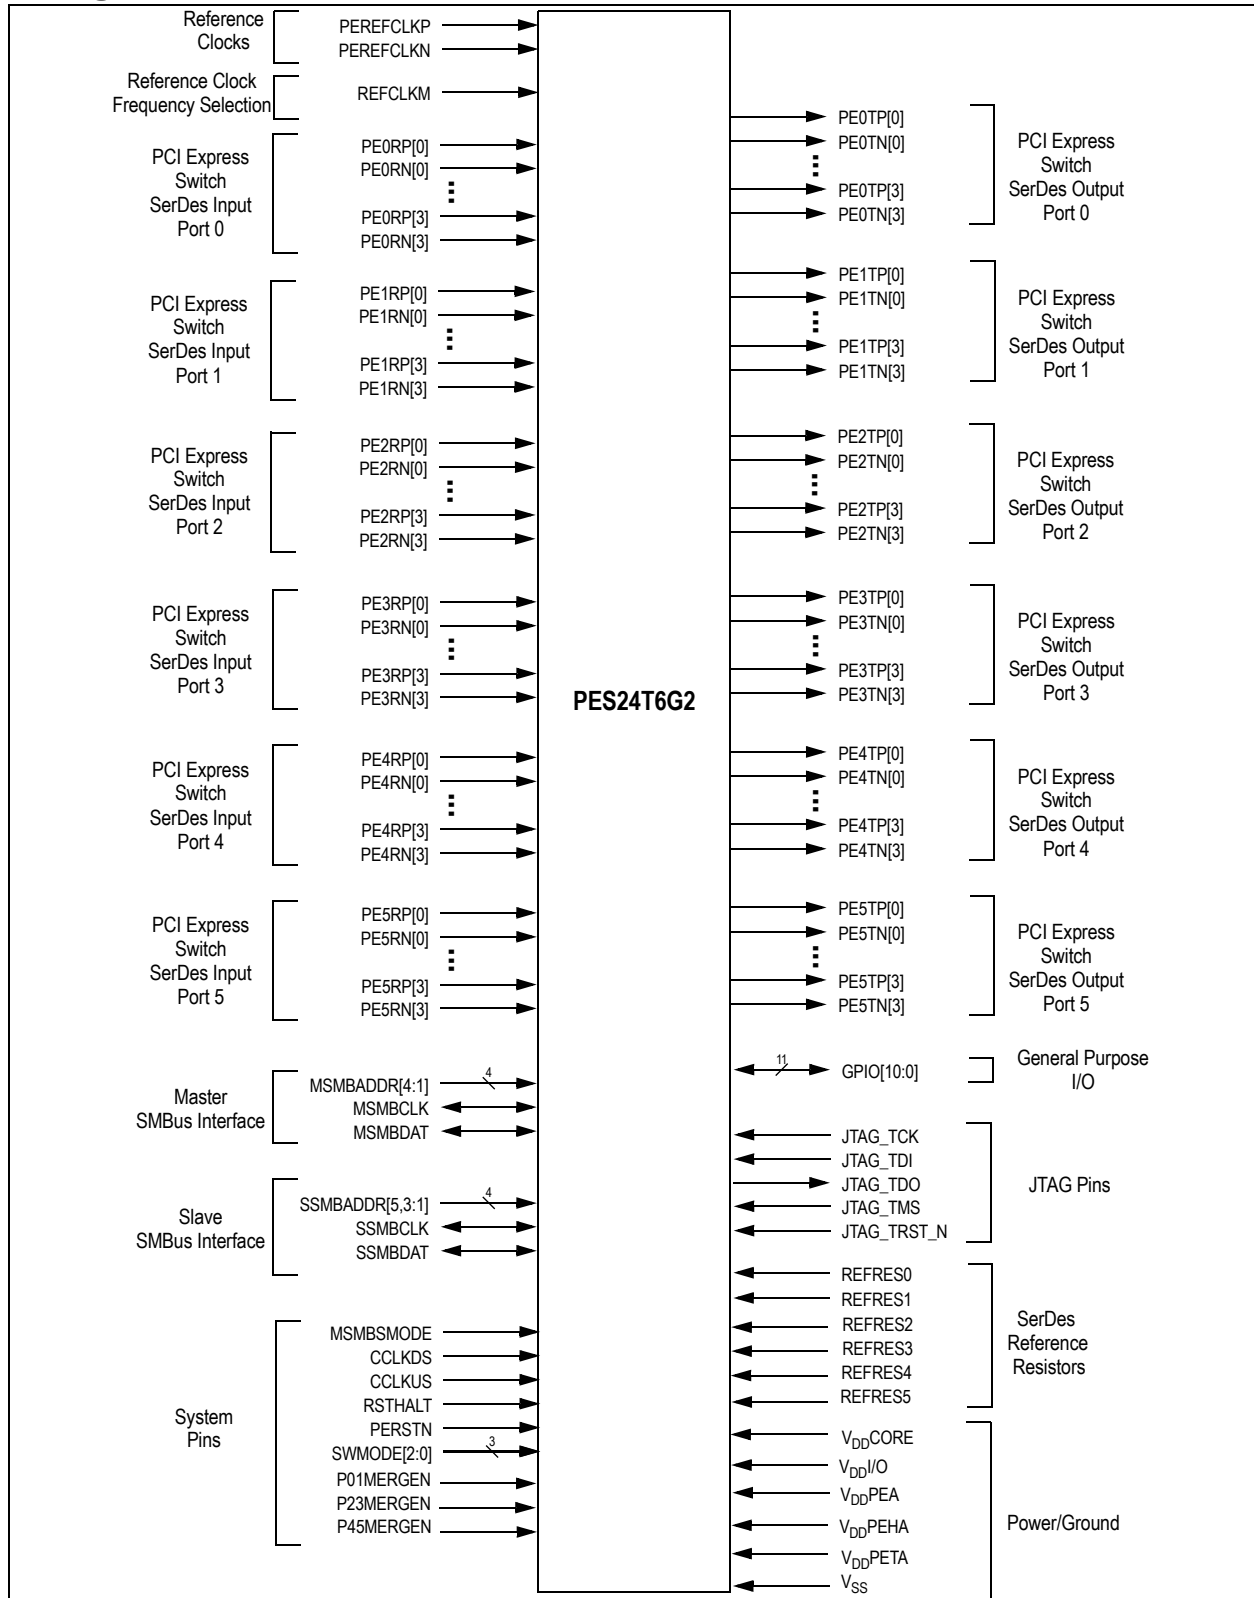 Reference
Clocks
PEREFCLKP
PEREFCLKN
Reference Clock
Frequency Selection
REFCLKM
PCI Express
Switch
SerDes Input
Port 0
PE0RP[0]
PE0RN[0]
PE0RP[3]
PE0RN[3]
PCI Express
Switch
SerDes Input
Port 1
PE1RP[0]
PE1RN[0]
PE1RP[3]
PE1RN[3]
PCI Express
Switch
SerDes Input
Port 2
PE2RP[0]
PE2RN[0]
PE2RP[3]
PE2RN[3]
PCI Express
Switch
SerDes Input
Port 3
PE3RP[0]
PE3RN[0]
PE3RP[3]
PE3RN[3]
PCI Express
Switch
SerDes Input
Port 4
PE4RP[0]
PE4RN[0]
PE4RP[3]
PE4RN[3]
PCI Express
Switch
SerDes Input
Port 5
PE5RP[0]
PE5RN[0]
PE5RP[3]
PE5RN[3]
Master
SMBus Interface
MSMBADDR[4:1] 4
MSMBCLK
MSMBDAT
Slave
SMBus Interface
SSMBADDR[5,3:1] 4
SSMBCLK
SSMBDAT
System
Pins
MSMBSMODE
CCLKDS
CCLKUS
RSTHALT
PERSTN
SWMODE[2:0] 3
P01MERGEN
P23MERGEN
P45MERGEN
PES24T6G2
PE0TP[0]
PE0TN[0]
PE0TP[3]
PE0TN[3]
PCI Express
Switch
SerDes Output
Port 0
PE1TP[0]
PE1TN[0]
PE1TP[3]
PE1TN[3]
PCI Express
Switch
SerDes Output
Port 1
PE2TP[0]
PE2TN[0]
PE2TP[3]
PE2TN[3]
PCI Express
Switch
SerDes Output
Port 2
PE3TP[0]
PE3TN[0]
PE3TP[3]
PE3TN[3]
PCI Express
Switch
SerDes Output
Port 3
PE4TP[0]
PE4TN[0]
PE4TP[3]
PE4TN[3]
PCI Express
Switch
SerDes Output
Port 4
PE5TP[0]
PE5TN[0]
PE5TP[3]
PE5TN[3]
PCI Express
Switch
SerDes Output
Port 5
11 GPIO[10:0]
General Purpose
I/O
JTAG_TCK
JTAG_TDI
JTAG_TDO
JTAG_TMS
JTAG_TRST_N
JTAG Pins
REFRES0
REFRES1
REFRES2
REFRES3
REFRES4
REFRES5
SerDes
Reference
Resistors
VDDCORE
VDDI/O
VDDPEA
VDDPEHA
VDDPETA
VSS
Power/Ground